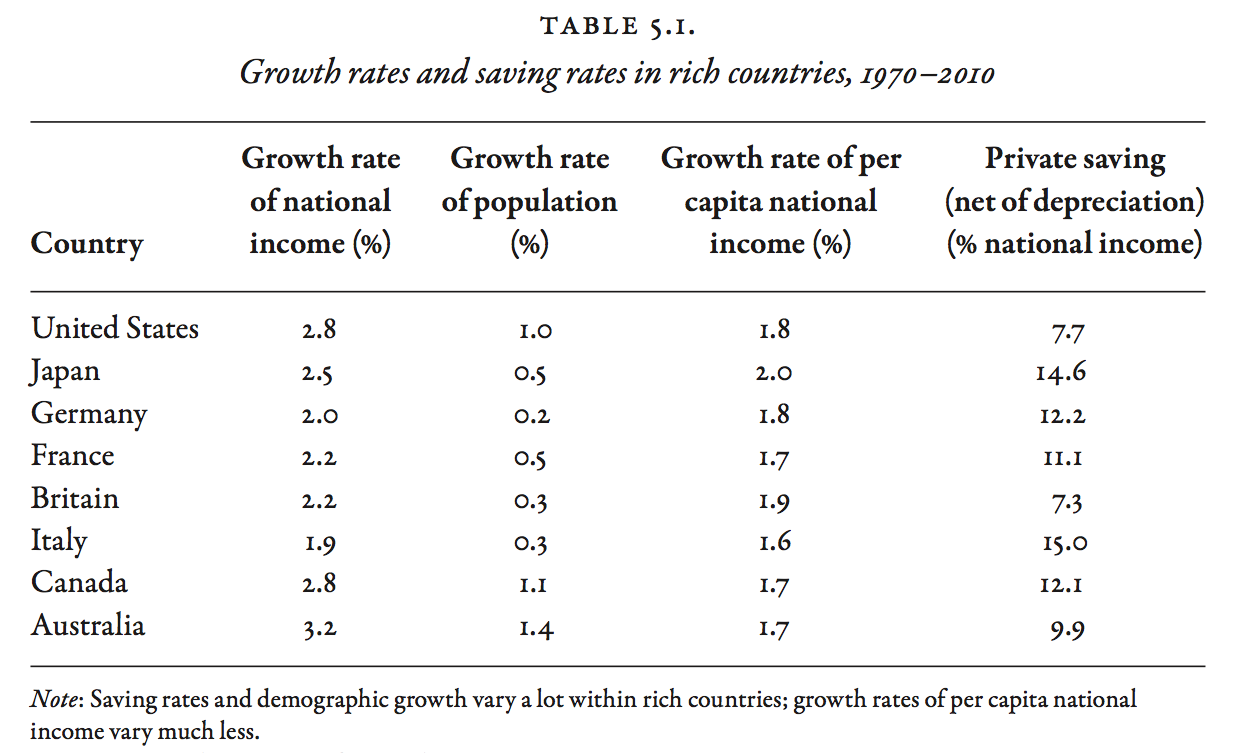 TABLE 5.1.
Growth rates and saving rates in rich countries, 1970–2010
Country Growth rate of national income (%) Growth rate of population (%) Growth rate of per capita national income (%) Private saving (net of depreciation) (% national income)
United States 2.8 1.0 1.8 7.7
Japan 2.5 0.5 2.0 14.6
Germany 2.0 0.2 1.8 12.2
France 2.2 0.5 1.7 11.1
Britain 2.2 0.3 1.9 7.3
Italy 1.9 0.3 1.6 15.0
Canada 2.8 1.1 1.7 12.1
Australia 3.2 1.4 1.7 9.9
Note: Saving rates and demographic growth vary a lot within rich countries; growth rates of per capita national
income vary much less.